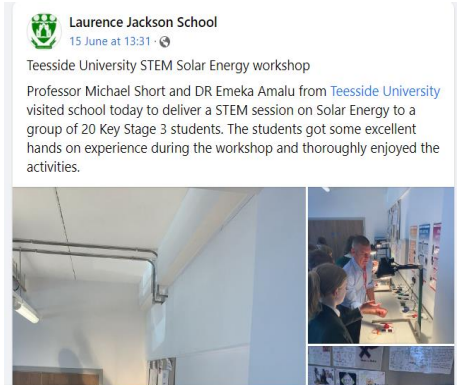 Laurence Jackson School
15 June at 13:31 ·
Teesside University STEM Solar Energy workshop
Professor Michael Short and DR Emeka Amalu from Teesside University
visited school today to deliver a STEM session on Solar Energy to a
group of 20 Key Stage 3 students. The students got some excellent
hands on experience during the workshop and thoroughly enjoyed the
activities.